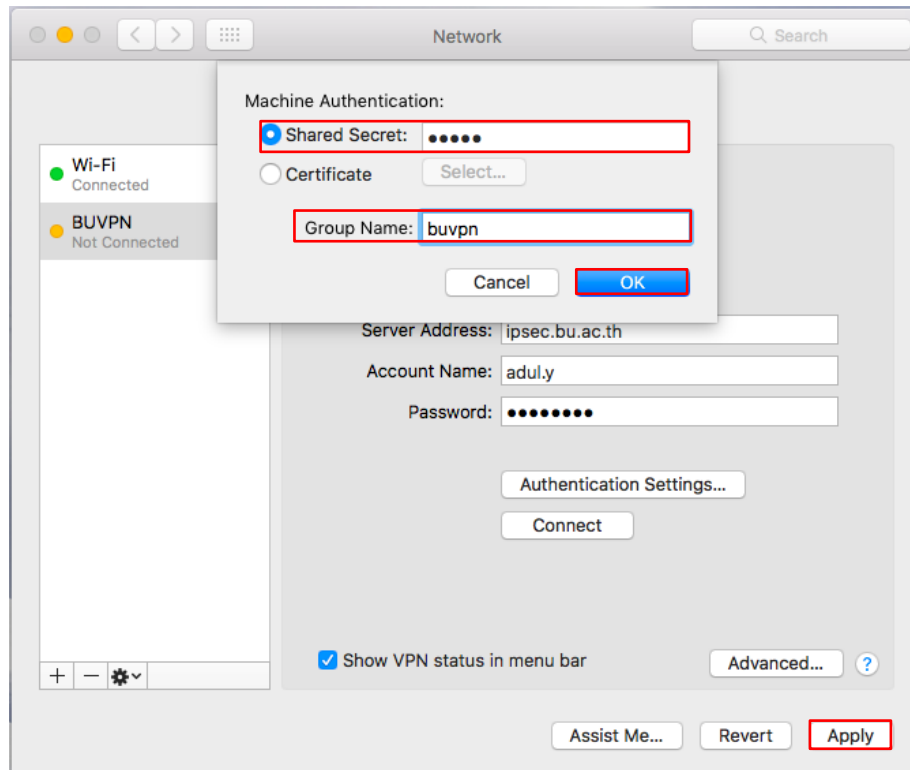 Network
Search
Machine Authentication:
Shared Secret: •••••
Certificate Select...
Group Name: buvpn
Cancel OK
Wi-Fi
Connected
BUVPN
Not Connected
Server Address: ipsec.bu.ac.th
Account Name: adul.y
Password: ••••••••
Authentication Settings...
Connect
Show VPN status in menu bar
Advanced... ?
+ −
Assist Me... Revert Apply